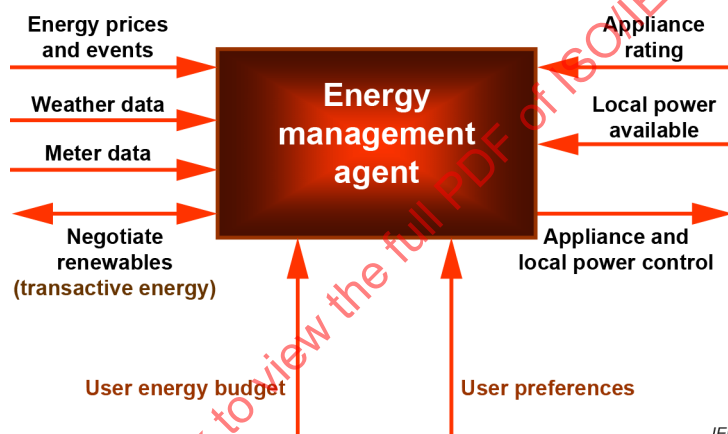 Energy prices
and events
Weather data
Meter data
Negotiate
renewables
(transactive energy)
Energy
management
agent
Appliance
rating
Local power
available
Appliance and
local power control
User energy budget
User preferences
to view the full PDF of ISO/IE